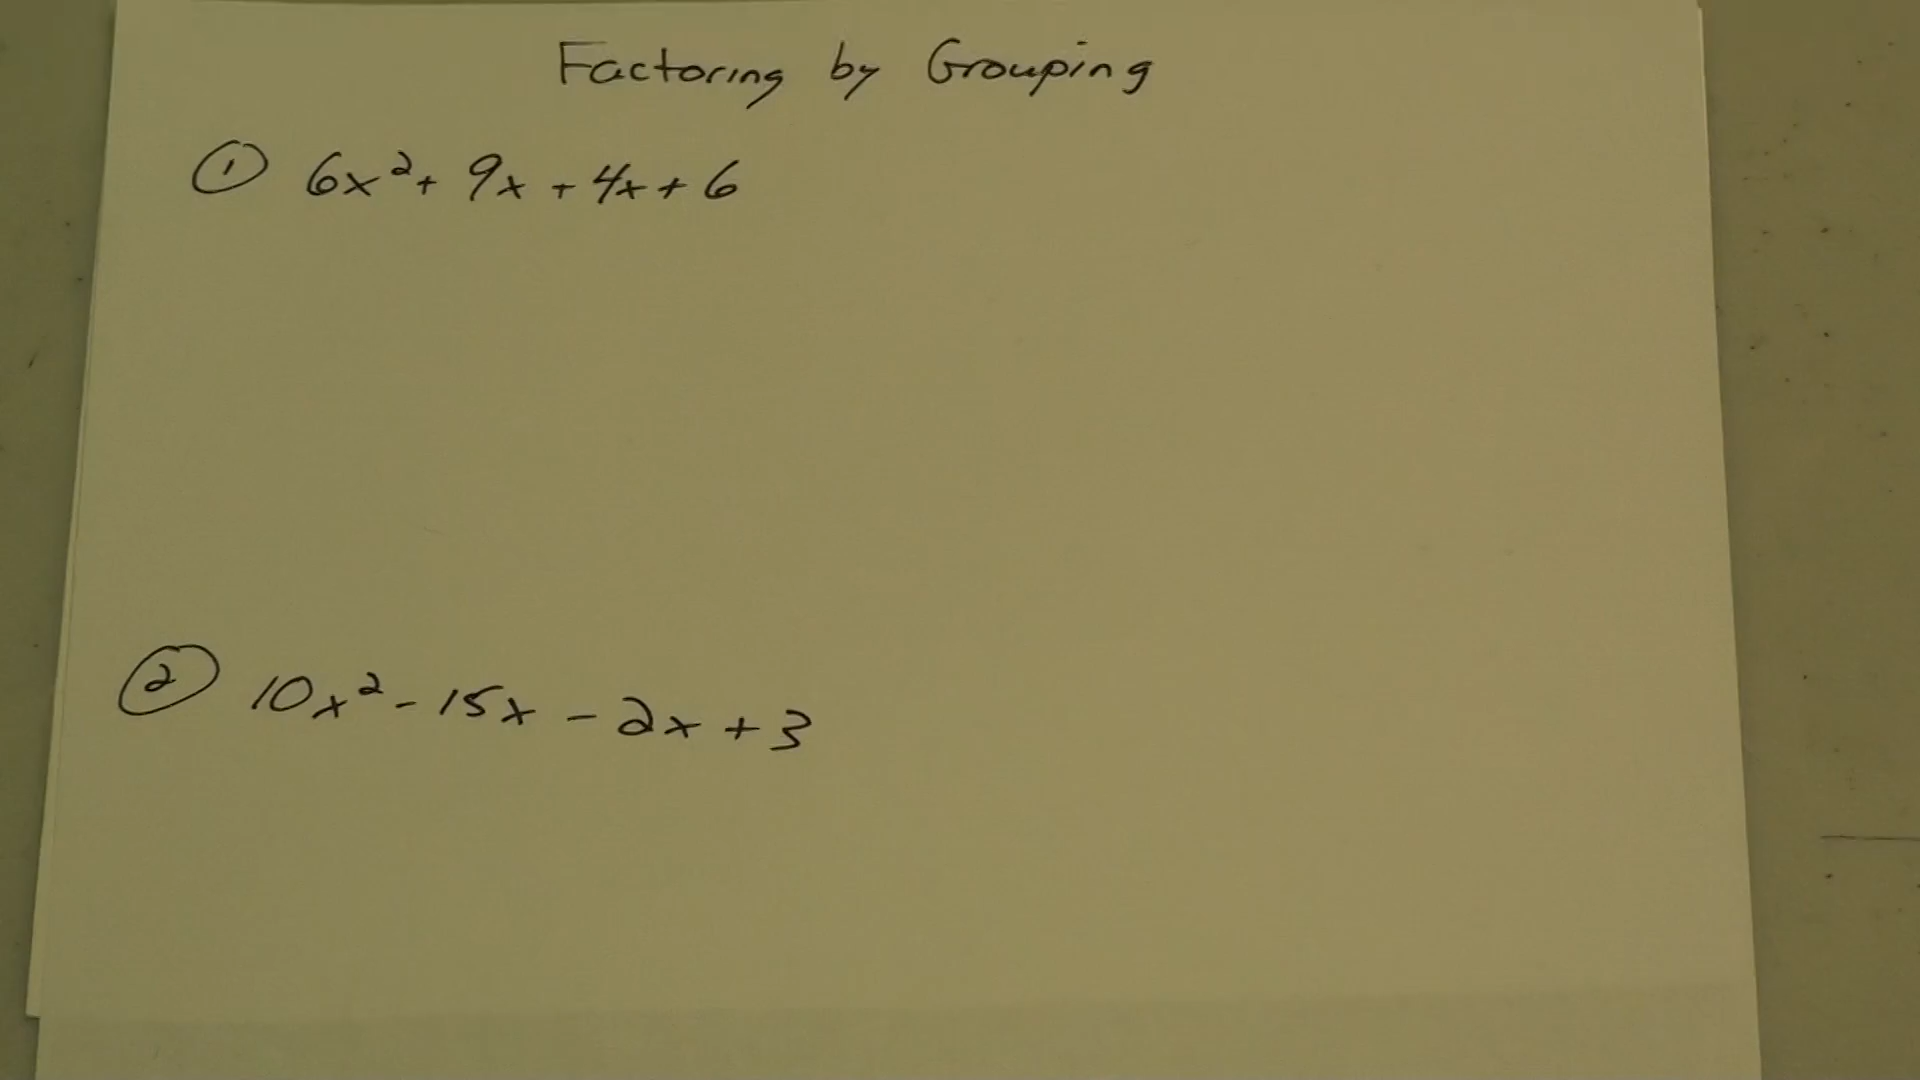 Factoring by Grouping
① 6x² + 9x + 4x + 6
② 10x² - 15x - 2x + 3